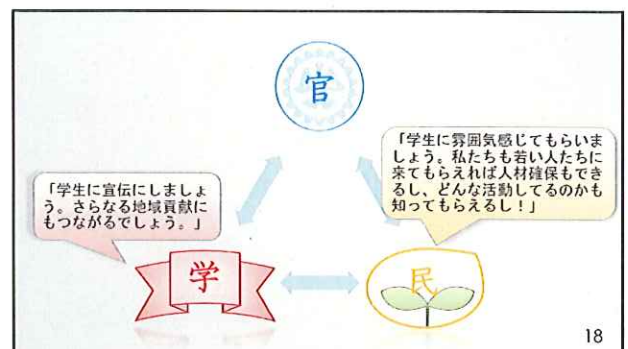 官
「学生に雰囲気感じてもらいま
しょう。私たちも若い人たちに
来てもらえれば人材確保もでき
るし、どんな活動してるのかも
知ってもらえるし！」
「学生に宣伝にしましょ
う。さらなる地域貢献に
もつながるでしょう。」
学
民
18